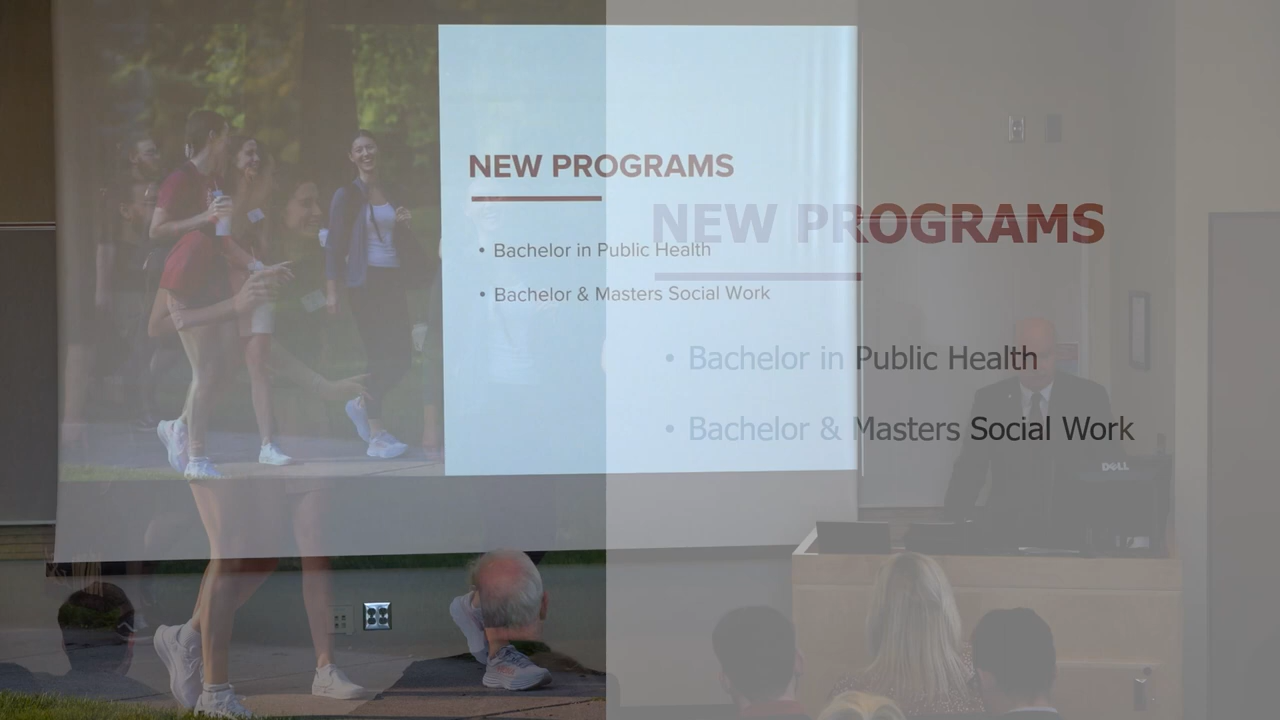 NEW PROGRAMS
• Bachelor in Public Health
• Bachelor & Masters Social Work
NEW PROGRAMS
• Bachelor in Public Health
• Bachelor & Masters Social Work
DELL